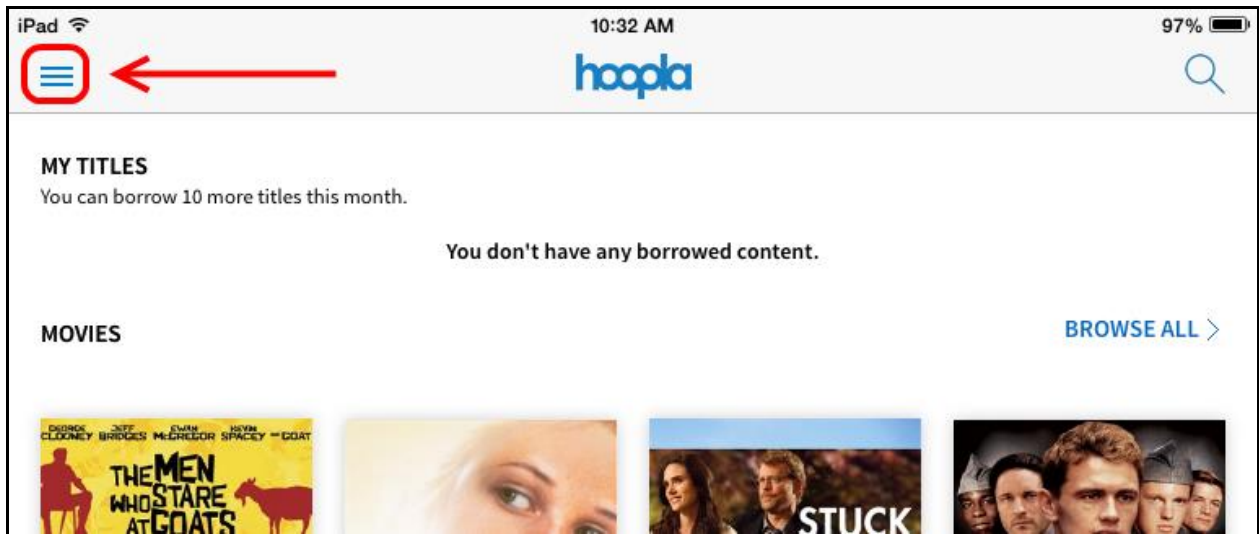 iPad 10:32 AM 97%
hoopla
MY TITLES
You can borrow 10 more titles this month.
You don't have any borrowed content.
MOVIES BROWSE ALL
GEORGE CLOONEY JEFF BRIDGES EWAN McGREGOR KEVIN SPACEY GOAT
THE MEN
WHO STARE
AT GOATS
STUCK